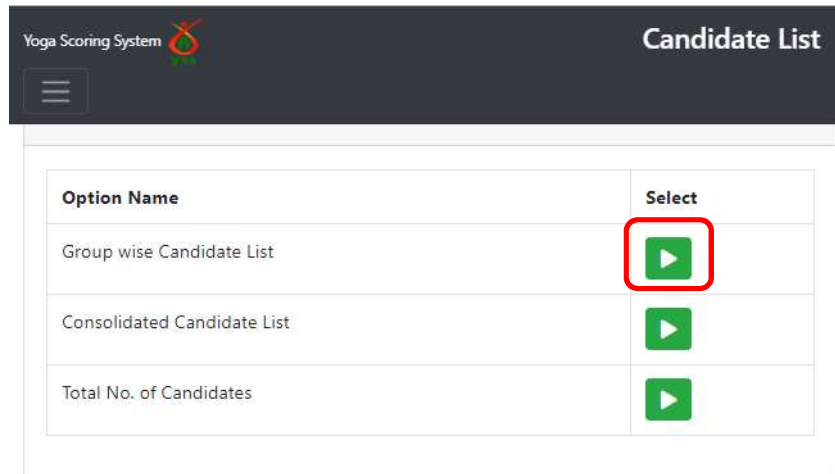 Yoga Scoring System
yss
Candidate List
Option Name Select
Group wise Candidate List
Consolidated Candidate List
Total No. of Candidates